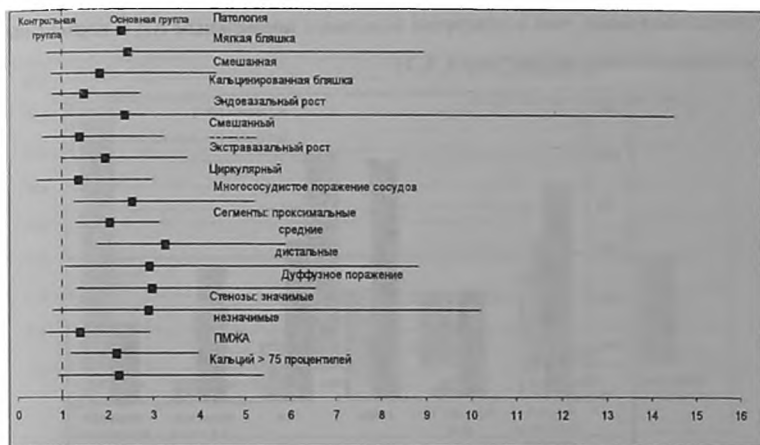 Контральная Основная группа Патология
группа
Мягкая бляшка
Смешанная
Кальцинированная бляшка
Эндовазальный рост
Смешанный
Экстравазальный рост
Циркулярный
Многососудистое поражение сосудов
Сегменты: проксимальные
средние
дистальные
Дуффузное поражение
Стенозы: значимые
незначимые
ПМЖА
Кальций > 75 процентилей
0 1 2 3 4 5 6 7 8 9 10 11 12 13 14 15 16